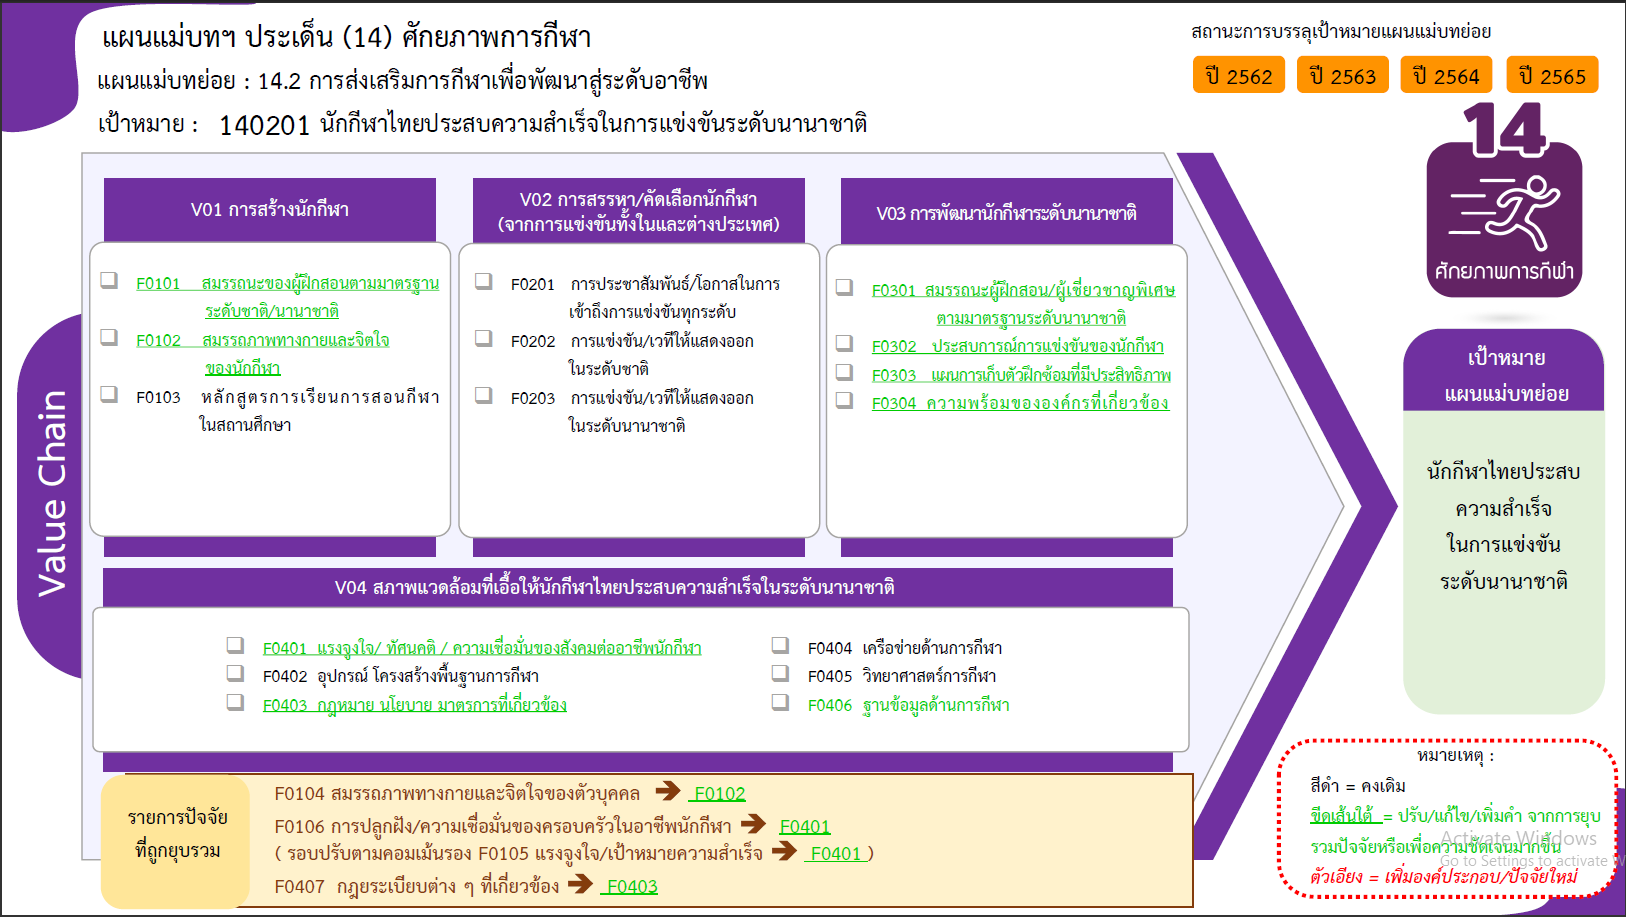 แผนแม่บทฯ ประเด็น (14) ศักยภาพการกีฬา
แผนแม่บทย่อย : 14.2 การส่งเสริมการกีฬาเพื่อพัฒนาสู่ระดับอาชีพ
เป้าหมาย : 140201 นักกีฬาไทยประสบความสำเร็จในการแข่งขันระดับนานาชาติ
สถานะการบรรลุเป้าหมายแผนแม่บทย่อย
ปี 2562 ปี 2563 ปี 2564 ปี 2565
14
ศักยภาพการกีฬา
Value Chain
V01 การสร้างนักกีฬา
F0101 สมรรถนะของผู้ฝึกสอนตามมาตรฐาน
ระดับชาติ/นานาชาติ
F0102 สมรรถภาพทางกายและจิตใจ
ของนักกีฬา
F0103 หลักสูตรการเรียนการสอนกีฬา
ในสถานศึกษา
V02 การสรรหา/คัดเลือกนักกีฬา
(จากการแข่งขันทั้งในและต่างประเทศ)
F0201 การประชาสัมพันธ์/โอกาสในการ
เข้าถึงการแข่งขันทุกระดับ
F0202 การแข่งขัน/เวทีให้แสดงออก
ในระดับชาติ
F0203 การแข่งขัน/เวทีให้แสดงออก
ในระดับนานาชาติ
V03 การพัฒนานักกีฬาระดับนานาชาติ
F0301 สมรรถนะผู้ฝึกสอน/ผู้เชี่ยวชาญพิเศษ
ตามมาตรฐานระดับนานาชาติ
F0302 ประสบการณ์การแข่งขันของนักกีฬา
F0303 แผนการเก็บตัวฝึกซ้อมที่มีประสิทธิภาพ
F0304 ความพร้อมขององค์กรที่เกี่ยวข้อง
เป้าหมาย
แผนแม่บทย่อย
นักกีฬาไทยประสบ
ความสำเร็จ
ในการแข่งขัน
ระดับนานาชาติ
V04 สภาพแวดล้อมที่เอื้อให้นักกีฬาไทยประสบความสำเร็จในระดับนานาชาติ
F0401 แรงจูงใจ/ ทัศนคติ / ความเชื่อมั่นของสังคมต่ออาชีพนักกีฬา
F0402 อุปกรณ์ โครงสร้างพื้นฐานการกีฬา
F0403 กฎหมาย นโยบาย มาตรการที่เกี่ยวข้อง
F0404 เครือข่ายด้านการกีฬา
F0405 วิทยาศาสตร์การกีฬา
F0406 ฐานข้อมูลด้านการกีฬา
รายการปัจจัย
ที่ถูกยุบรวม
F0104 สมรรถภาพทางกายและจิตใจของตัวบุคคล ➔ F0102
F0106 การปลูกฝัง/ความเชื่อมั่นของครอบครัวในอาชีพนักกีฬา ➔ F0401
( รอบปรับตามคอมเม้นรอง F0105 แรงจูงใจ/เป้าหมายความสำเร็จ ➔ F0401 )
F0407 กฎยระเบียบต่าง ๆ ที่เกี่ยวข้อง ➔ F0403
หมายเหตุ :
สีดำ = คงเดิม
ขีดเส้นใต้ = ปรับ/แก้ไข/เพิ่มคำ จากการยุบ
รวมปัจจัยหรือเพื่อความชัดเจนมากขึ้น
ตัวเอียง = เพิ่มองค์ประกอบ/ปัจจัยใหม่
Activate Windows
Go to Settings to activate W